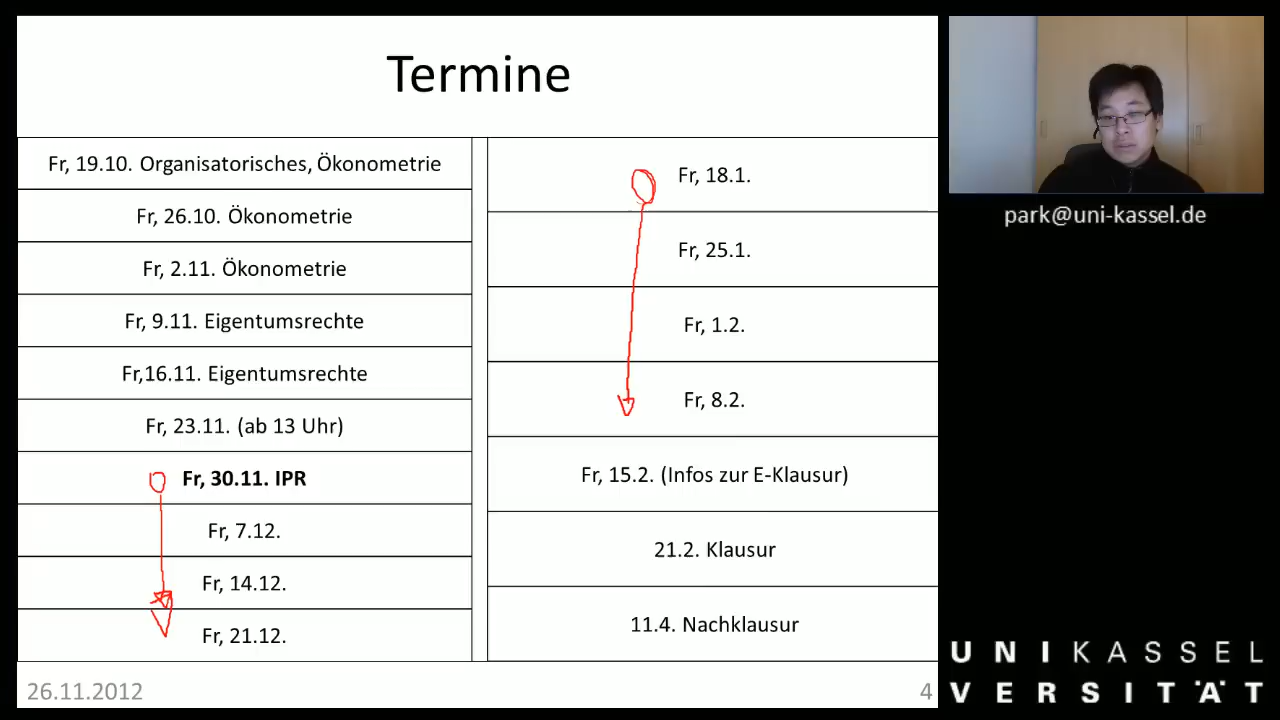 Termine
Fr, 19.10. Organisatorisches, Ökonometrie
Fr, 26.10. Ökonometrie
Fr, 2.11. Ökonometrie
Fr, 9.11. Eigentumsrechte
Fr,16.11. Eigentumsrechte
Fr, 23.11. (ab 13 Uhr)
Fr, 30.11. IPR
Fr, 7.12.
Fr, 14.12.
Fr, 21.12.
Fr, 18.1.
Fr, 25.1.
Fr, 1.2.
Fr, 8.2.
Fr, 15.2. (Infos zur E-Klausur)
21.2. Klausur
11.4. Nachklausur
26.11.2012
4
park@uni-kassel.de
UNIKASSEL
VERSITÄT